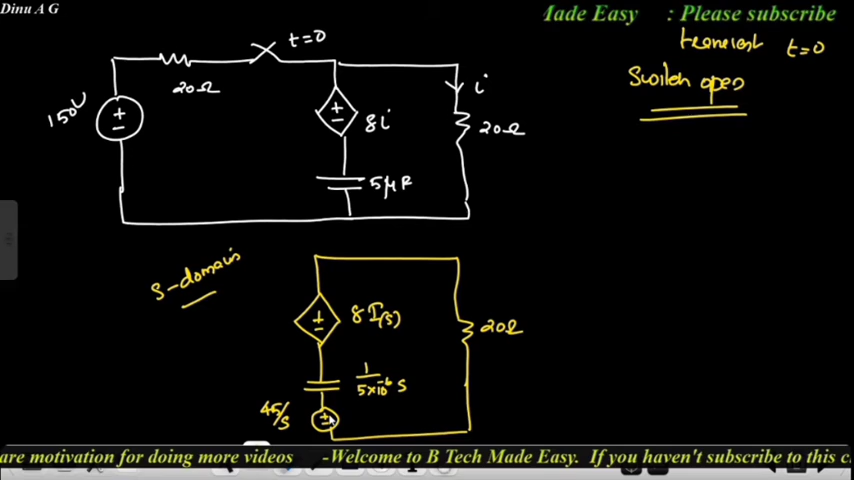 Dinu A G
Made Easy : Please subscribe
transient t=0
Switch open
t=0
20Ω
150V
+
-
+
-
8i
i
20Ω
5μF
S-domain
+
-
8I(s)
20Ω
1
5×10⁻⁶ S
45/s
+
are motivation for doing more videos -Welcome to B Tech Made Easy. If you haven't subscribe to this c